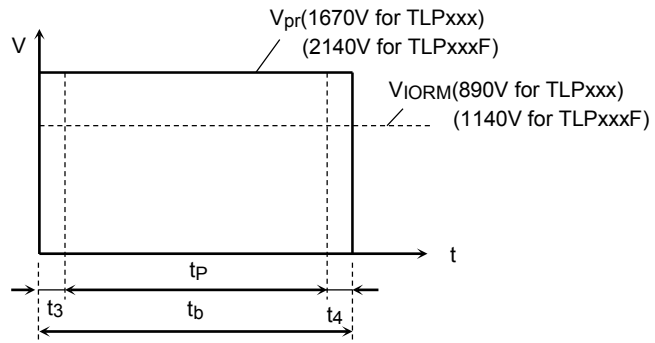 Vpr(1670V for TLPxxx)
(2140V for TLPxxxF)
V
VIORM(890V for TLPxxx)
(1140V for TLPxxxF)
t
tP
t3
tb
t4